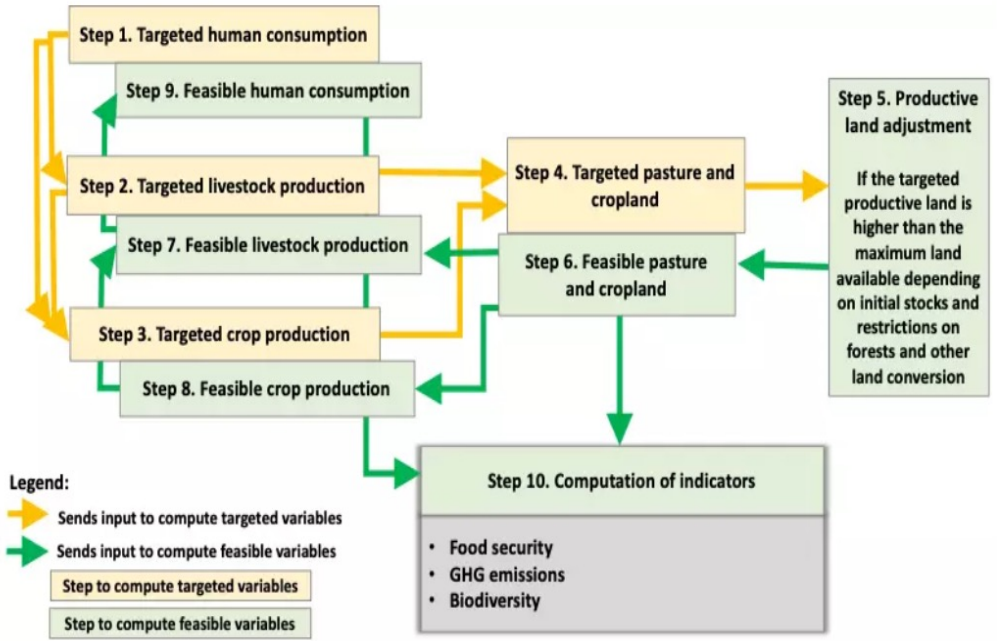 Step 1. Targeted human consumption
Step 9. Feasible human consumption
Step 2. Targeted livestock production
Step 7. Feasible livestock production
Step 3. Targeted crop production
Step 8. Feasible crop production
Step 4. Targeted pasture and
cropland
Step 6. Feasible pasture
and cropland
Step 5. Productive
land adjustment
If the targeted
productive land is
higher than the
maximum land
available depending
on initial stocks and
restrictions on
forests and other
land conversion
Step 10. Computation of indicators
• Food security
• GHG emissions
• Biodiversity
Legend:
Sends input to compute targeted variables
Sends input to compute feasible variables
Step to compute targeted variables
Step to compute feasible variables